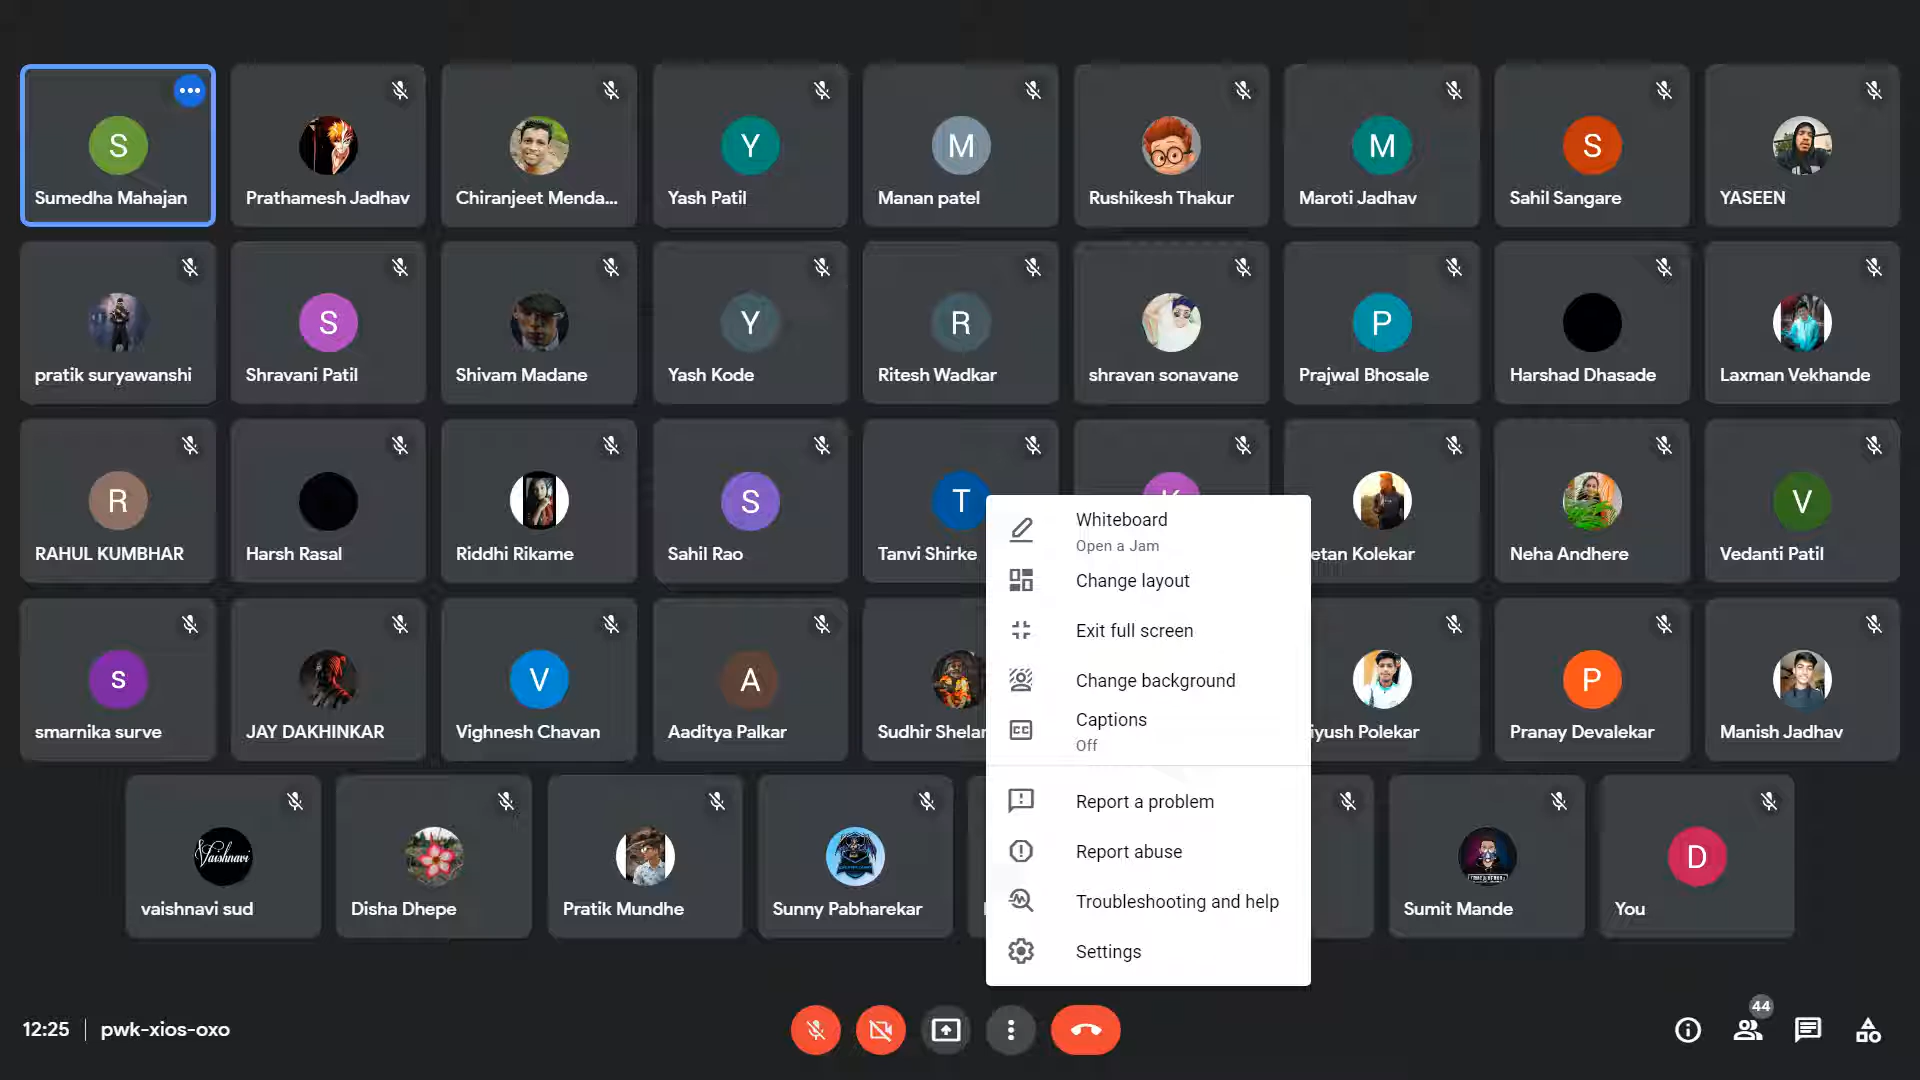 S
Sumedha Mahajan
Prathamesh Jadhav
Chiranjeet Menda...
Y
Yash Patil
M
Manan patel
Rushikesh Thakur
M
Maroti Jadhav
S
Sahil Sangare
YASEEN
pratik suryawanshi
S
Shravani Patil
Shivam Madane
Y
Yash Kode
R
Ritesh Wadkar
shravan sonavane
P
Prajwal Bhosale
Harshad Dhasade
Laxman Vekhande
R
RAHUL KUMBHAR
Harsh Rasal
Riddhi Rikame
S
Sahil Rao
T
Tanvi Shirke
etan Kolekar
Neha Andhere
V
Vedanti Patil
s
smarnika surve
JAY DAKHINKAR
V
Vighnesh Chavan
A
Aaditya Palkar
Sudhir Shelar
iyush Polekar
P
Pranay Devalekar
Manish Jadhav
Vaishnavi
vaishnavi sud
Disha Dhepe
Pratik Mundhe
Sunny Pabharekar
Sumit Mande
D
You
Whiteboard
Open a Jam
Change layout
Exit full screen
Change background
CC
Captions
Off
Report a problem
Report abuse
Troubleshooting and help
Settings
12:25
pwk-xios-oxo
44